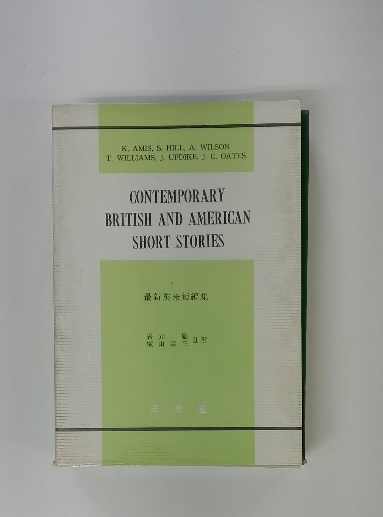 K. AMIS, S. HILL, A. WILSON
T. WILLIAMS, J. UPDIKE, J. C. OATES
CONTEMPORARY
BRITISH AND AMERICAN
SHORT STORIES
最新英米短編集